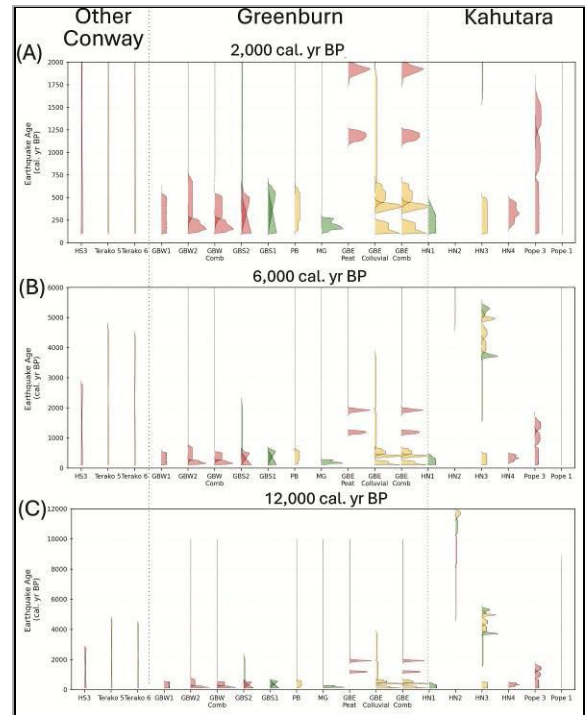 Other Conway
Greenburn
Kahutara
(A)
2,000 cal. yr BP
2000
1750
1500
1250
1000
750
500
250
0
Earthquake Age
(cal. yr BP)
HS3 Terako 5 Terako 6 GBW1 GBW2 GBW Comb GBS2 GBS1 PB MG GBE Peat GBE Colluvial GBE Comb HN1 HN2 HN3 HN4 Pope 3 Pope 1
(B)
6,000 cal. yr BP
6000
5000
4000
3000
2000
1000
0
Earthquake Age
(cal. yr BP)
HS3 Terako 5 Terako 6 GBW1 GBW2 GBW Comb GBS2 GBS1 PB MG GBE Peat GBE Colluvial GBE Comb HN1 HN2 HN3 HN4 Pope 3 Pope 1
(C)
12,000 cal. yr BP
12000
10000
8000
6000
4000
2000
0
Earthquake Age
(cal. yr BP)
HS3 Terako 5 Terako 6 GBW1 GBW2 GBW Comb GBS2 GBS1 PB MG GBE Peat GBE Colluvial GBE Comb HN1 HN2 HN3 HN4 Pope 3 Pope 1